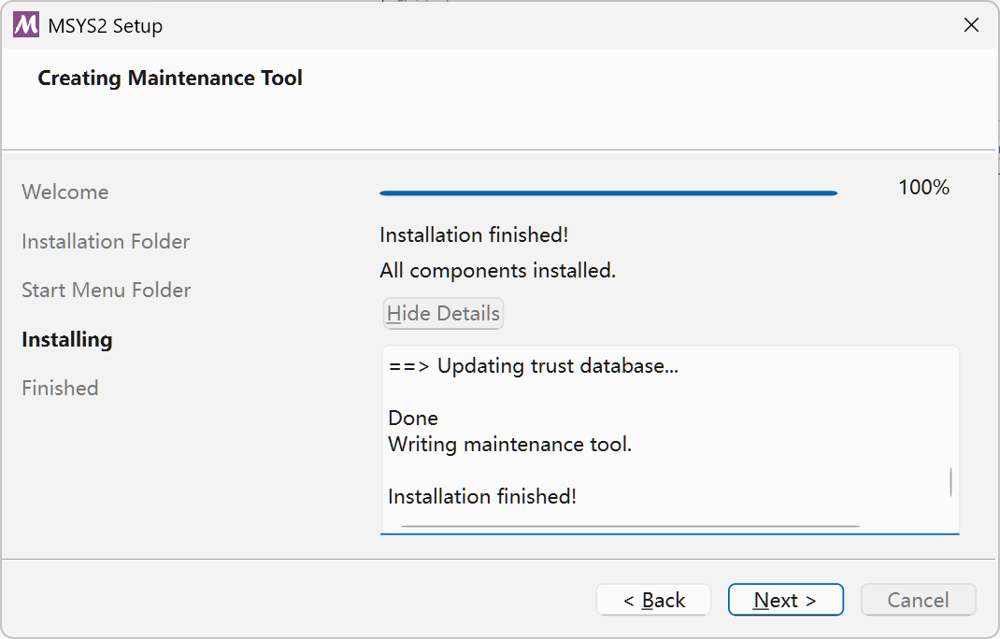 MSYS2 Setup
Creating Maintenance Tool
Welcome
Installation Folder
Start Menu Folder
Installing
Finished
100%
Installation finished!
All components installed.
Hide Details
==> Updating trust database...
Done
Writing maintenance tool.
Installation finished!
< Back
Next >
Cancel